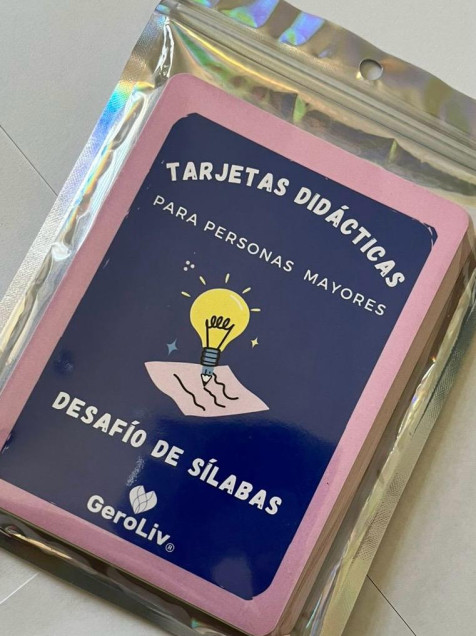 TARJETAS DIDÁCTICAS
PARA PERSONAS MAYORES
DESAFÍO DE SÍLABAS
GeroLiv®